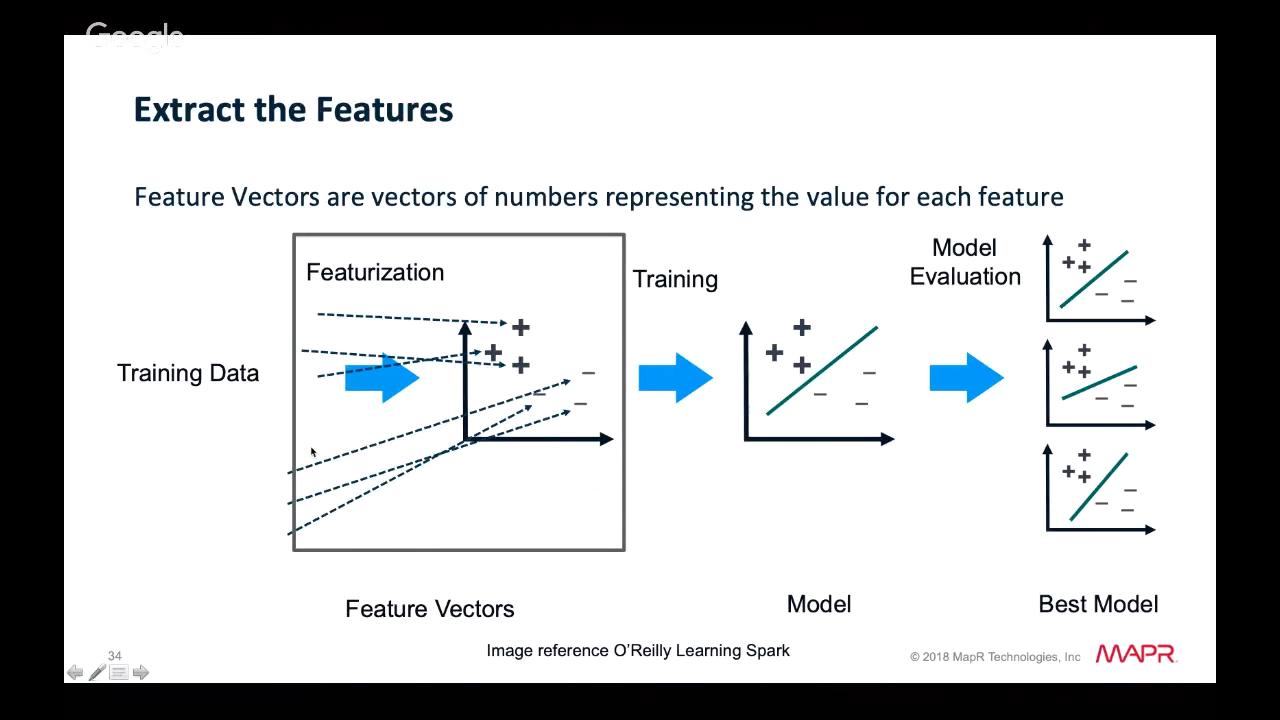 Google
Extract the Features
Feature Vectors are vectors of numbers representing the value for each feature
Featurization
Training
Model
Evaluation
Training Data
Feature Vectors
Model
Best Model
Image reference O’Reilly Learning Spark
34
© 2018 MapR Technologies, Inc
MAPR